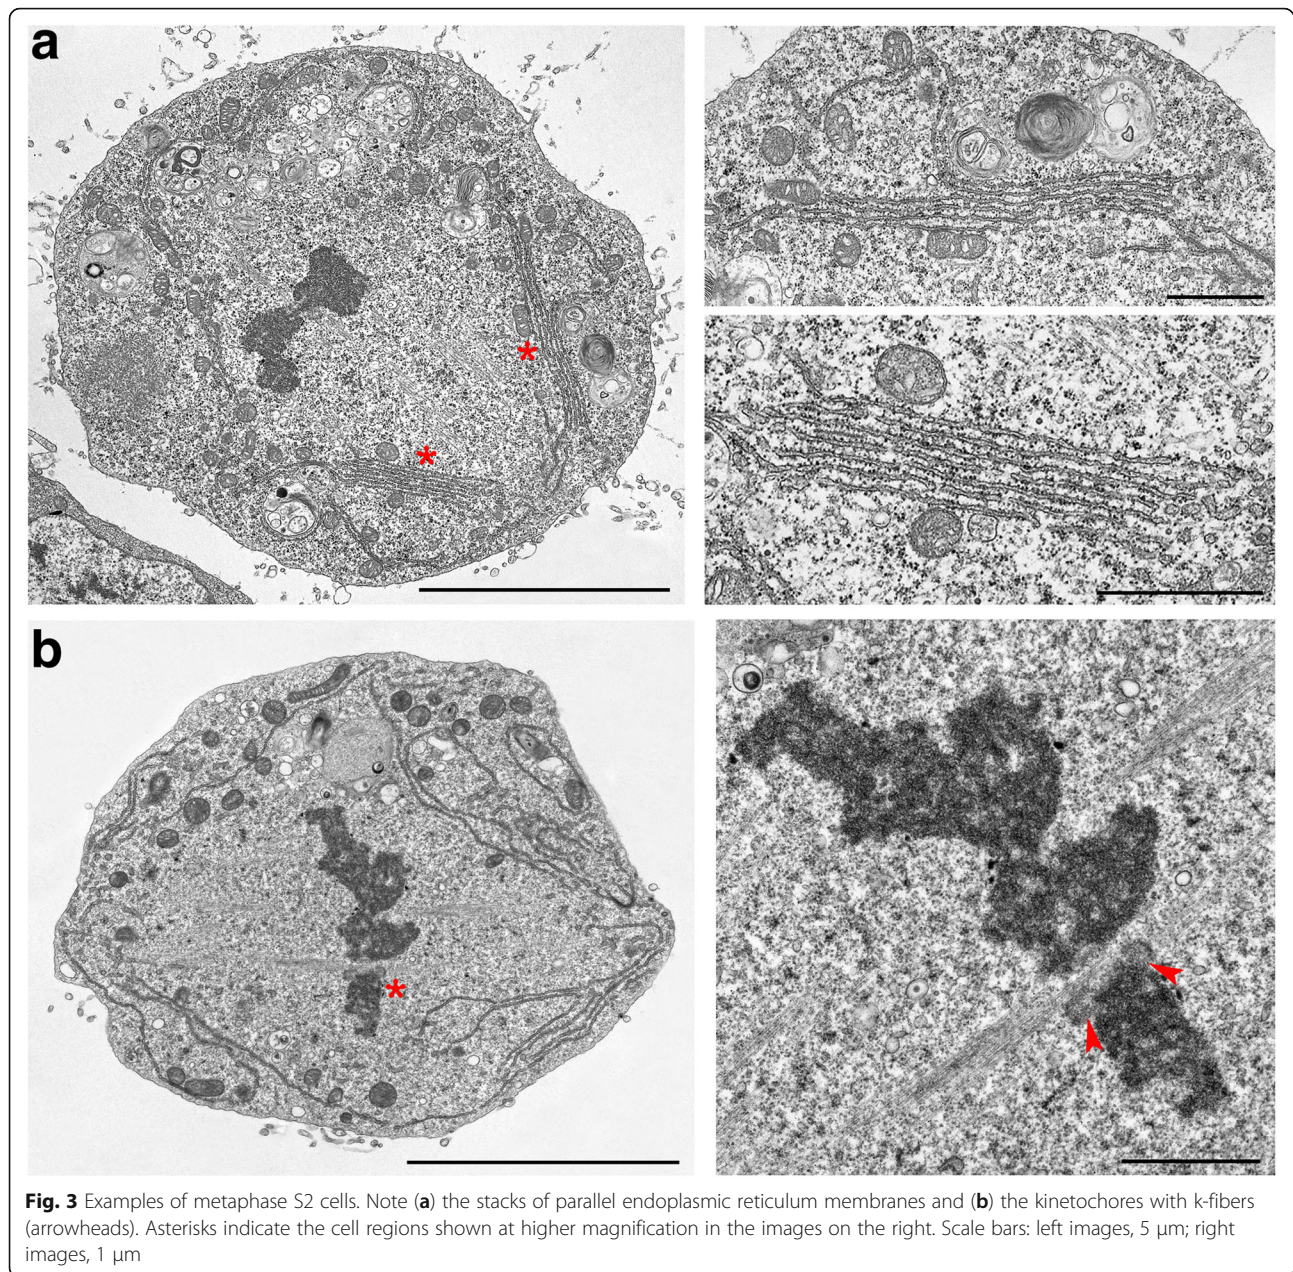 a
b
Fig. 3 Examples of metaphase S2 cells. Note (a) the stacks of parallel endoplasmic reticulum membranes and (b) the kinetochores with k-fibers
(arrowheads). Asterisks indicate the cell regions shown at higher magnification in the images on the right. Scale bars: left images, 5 μm; right
images, 1 μm